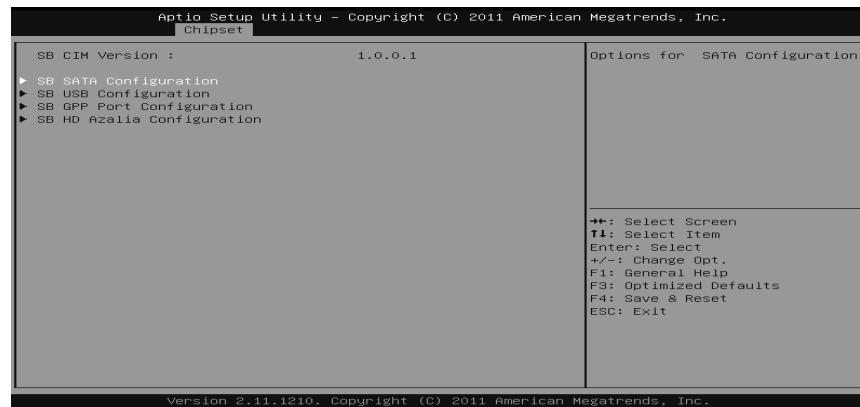 Aptio Setup Utility – Copyright (C) 2011 American Megatrends, Inc.
Chipset
SB CIM Version : 1.0.0.1
► SB SATA Configuration
► SB USB Configuration
► SB GPP Port Configuration
► SB HD Azalia Configuration
Options for SATA Configuration
→←: Select Screen
↑↓: Select Item
Enter: Select
+/-: Change Opt.
F1: General Help
F3: Optimized Defaults
F4: Save & Reset
ESC: Exit
Version 2.11.1210. Copyright (C) 2011 American Megatrends, Inc.